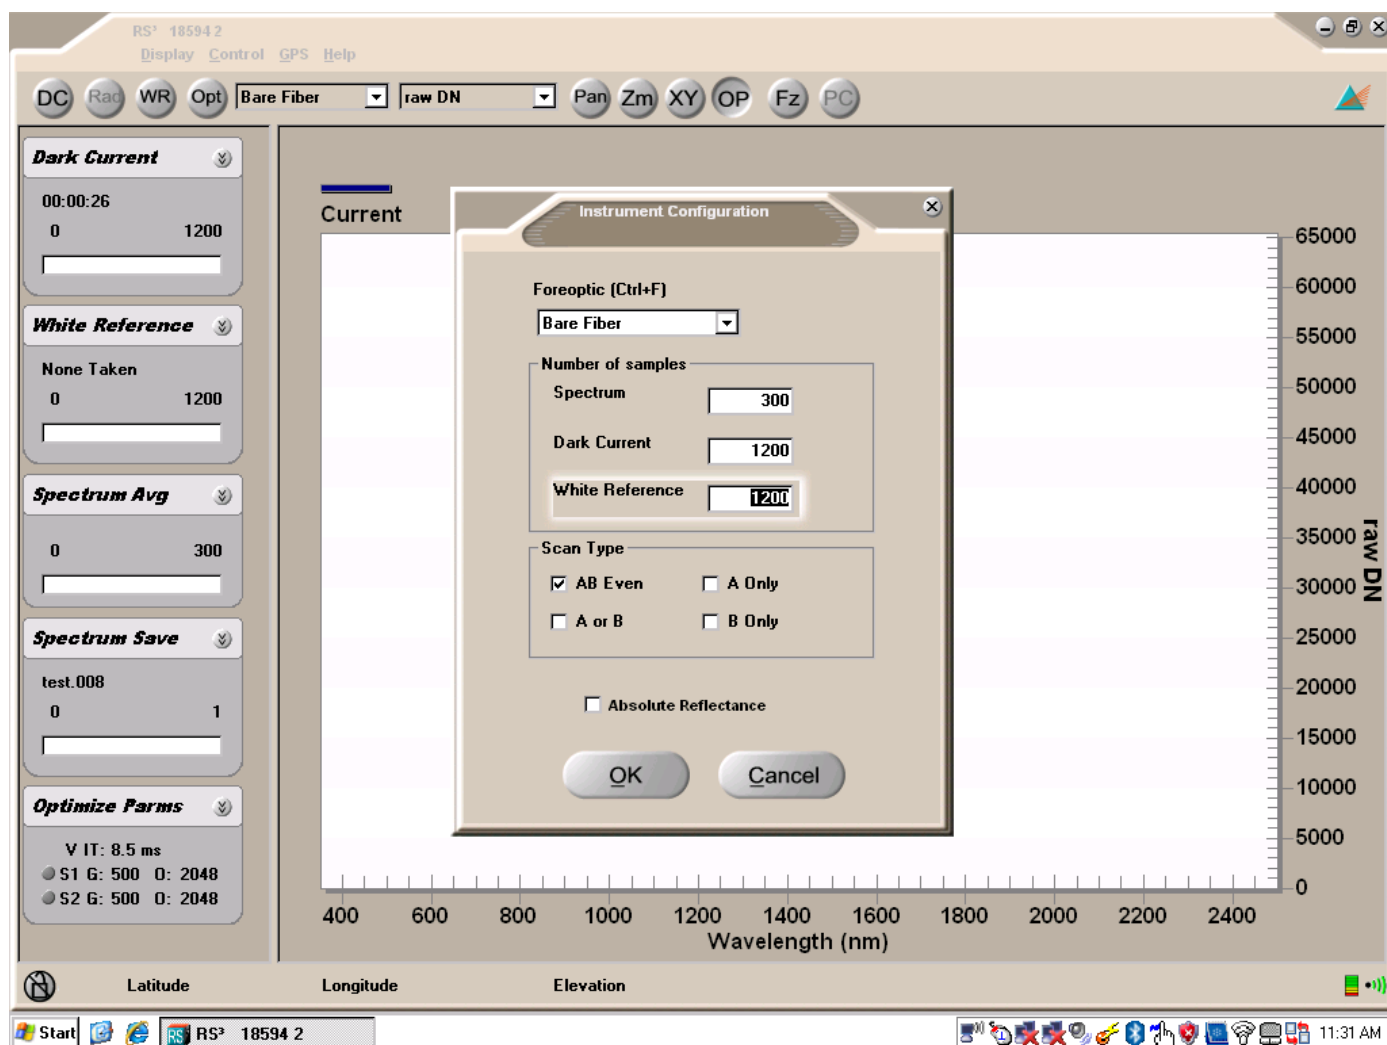 RS³ 18594 2
Display Control GPS Help
DC Rad WR Opt Bare Fiber raw DN Pan Zm XY OP Fz PC
Dark Current
00:00:26
0 1200
White Reference
None Taken
0 1200
Spectrum Avg
0 300
Spectrum Save
test.008
0 1
Optimize Parms
V IT: 8.5 ms
S1 G: 500 O: 2048
S2 G: 500 O: 2048
Current
Instrument Configuration
Foreoptic (Ctrl+F)
Bare Fiber
Number of samples
Spectrum 300
Dark Current 1200
White Reference 1200
Scan Type
AB Even A Only
A or B B Only
Absolute Reflectance
OK Cancel
65000
60000
55000
50000
45000
40000
35000
30000
25000
20000
15000
10000
5000
0
raw DN
400 600 800 1000 1200 1400 1600 1800 2000 2200 2400
Wavelength (nm)
Latitude Longitude Elevation
Start RS³ 18594 2 11:31 AM